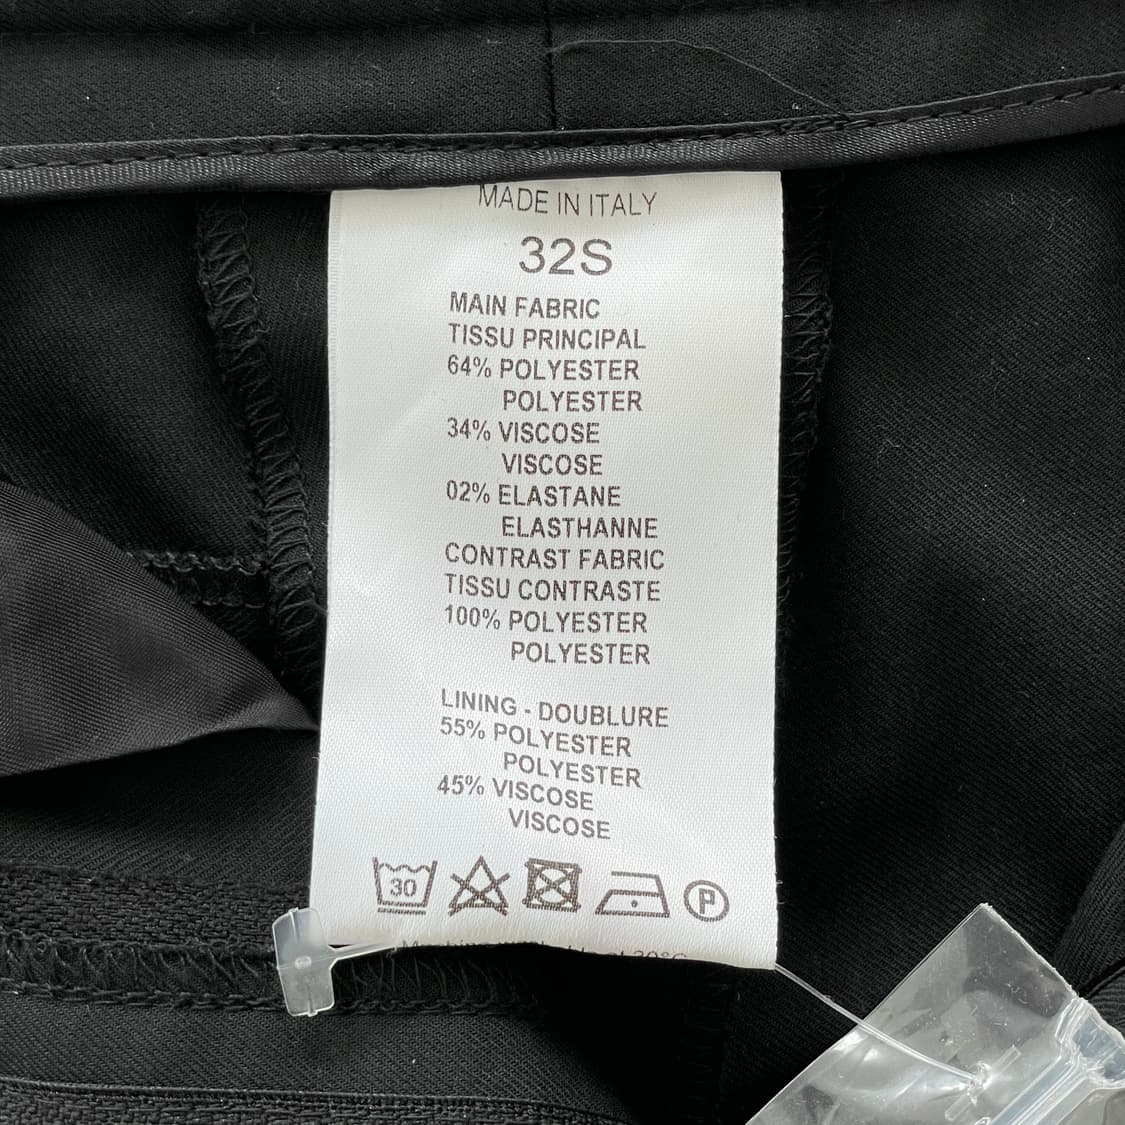 MADE IN ITALY
32S
MAIN FABRIC
TISSU PRINCIPAL
64% POLYESTER
POLYESTER
34% VISCOSE
VISCOSE
02% ELASTANE
ELASTHANNE
CONTRAST FABRIC
TISSU CONTRASTE
100% POLYESTER
POLYESTER
LINING - DOUBLURE
55% POLYESTER
POLYESTER
45% VISCOSE
VISCOSE
30 P